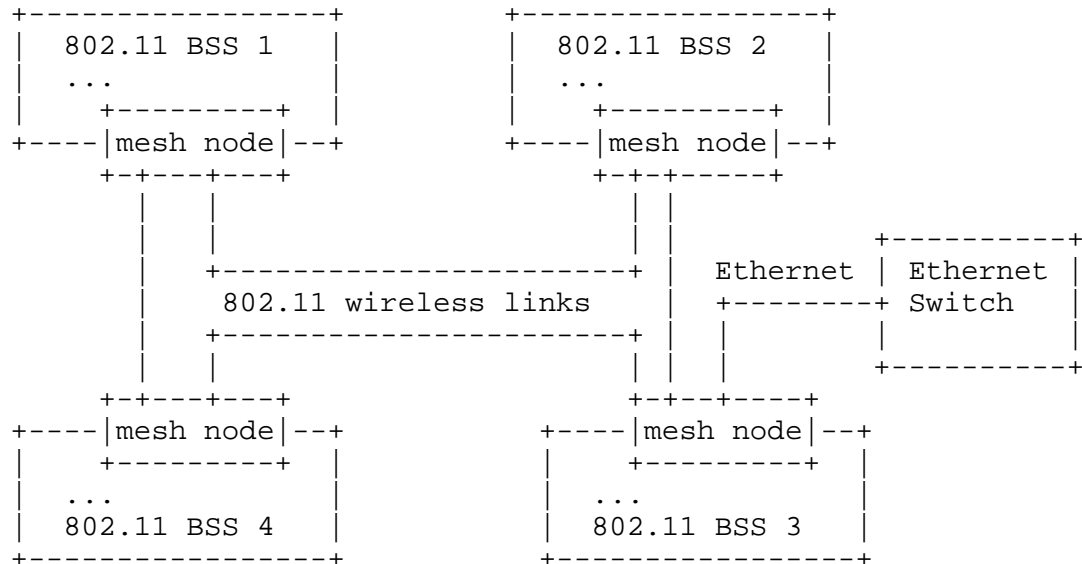 802.11 BSS 1
802.11 BSS 2
...
...
mesh node
mesh node
Ethernet
Ethernet
802.11 wireless links
Switch
mesh node
mesh node
...
...
802.11 BSS 4
802.11 BSS 3